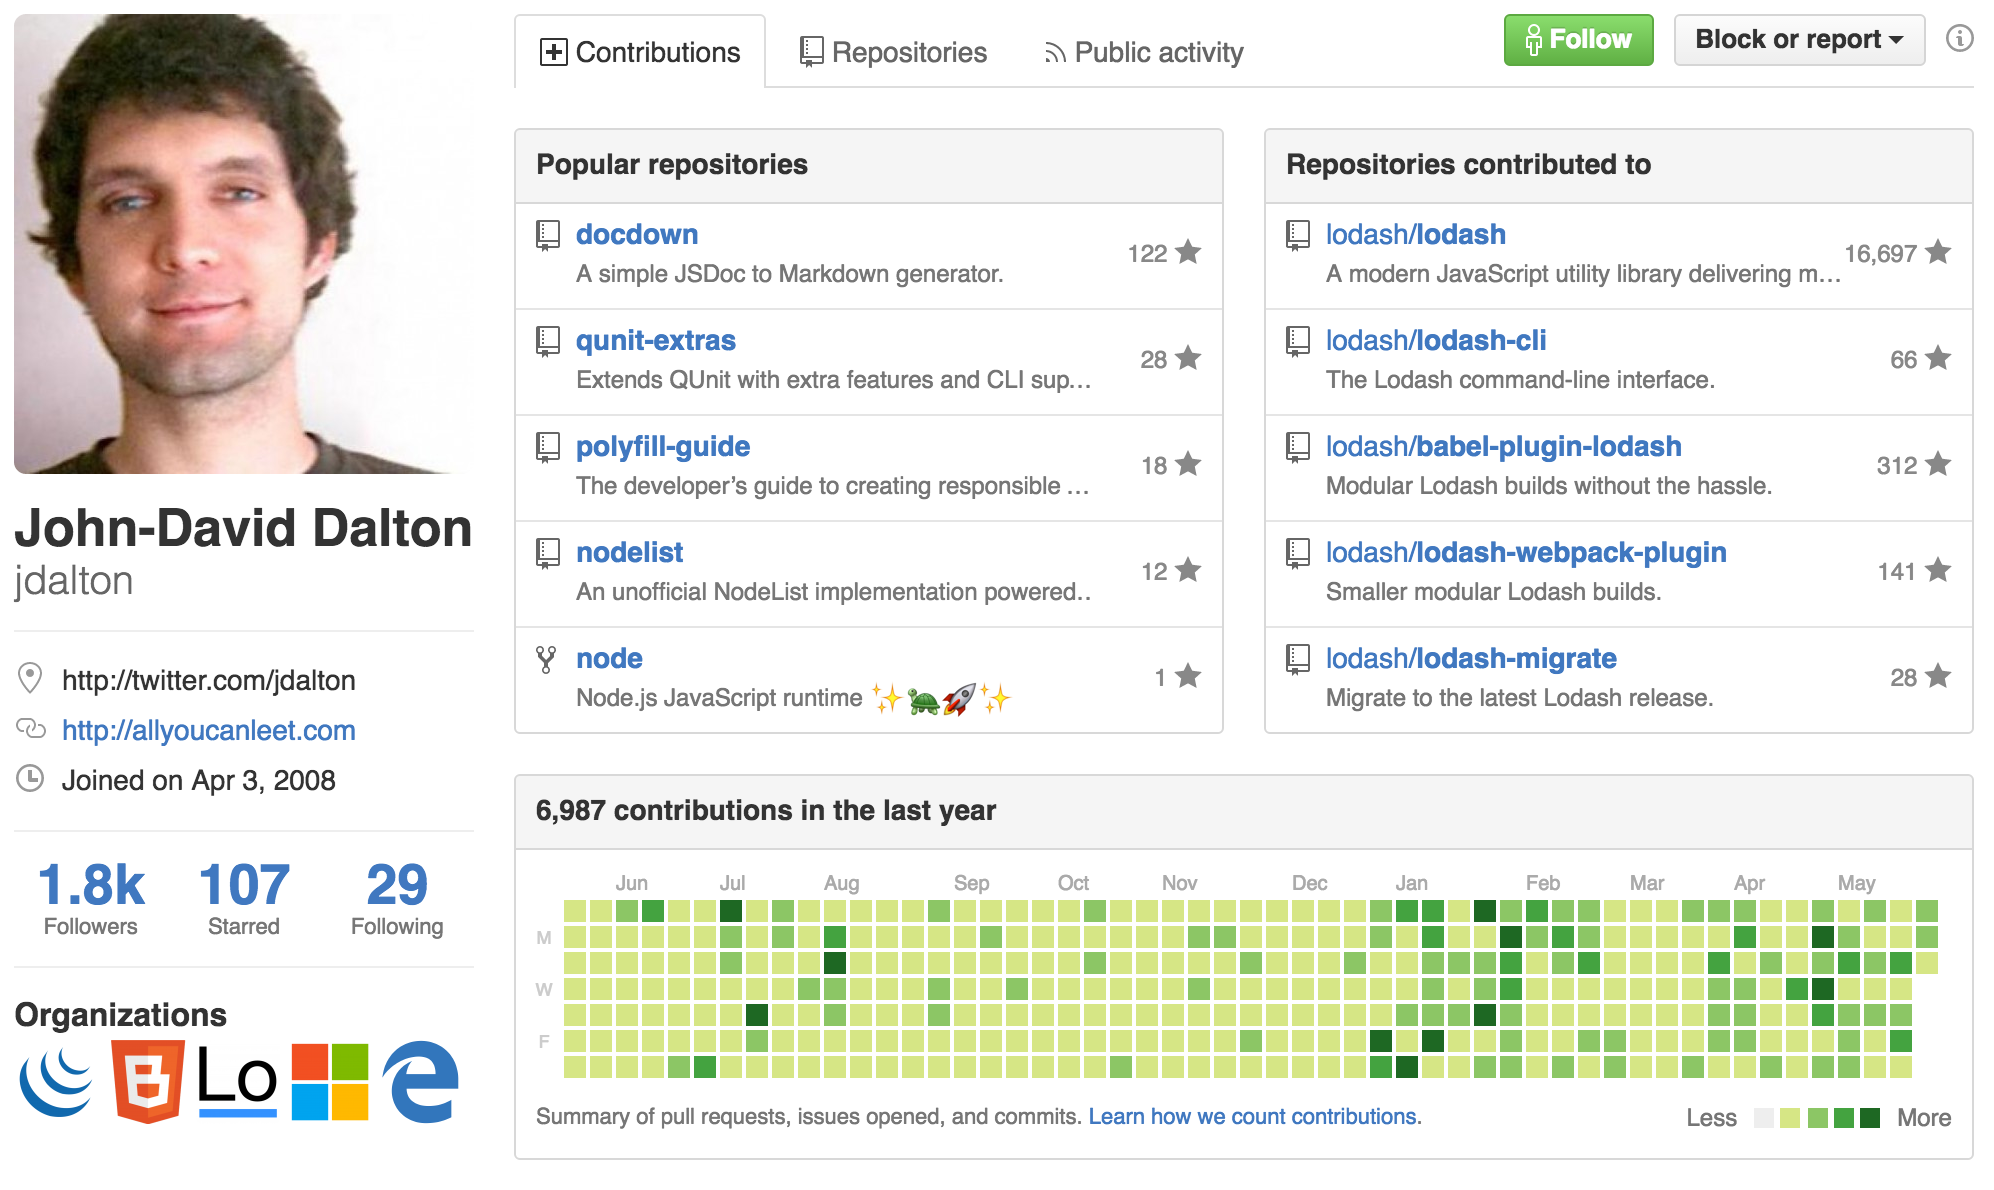 Contributions
Repositories
Public activity
Follow
Block or report
Popular repositories
docdown
122
A simple JSDoc to Markdown generator.
qunit-extras
28
Extends QUnit with extra features and CLI sup…
polyfill-guide
18
The developer’s guide to creating responsible …
nodelist
12
An unofficial NodeList implementation powered..
node
1
Node.js JavaScript runtime ✨🐢🚀✨
Repositories contributed to
lodash/lodash
16,697
A modern JavaScript utility library delivering m…
lodash/lodash-cli
66
The Lodash command-line interface.
lodash/babel-plugin-lodash
312
Modular Lodash builds without the hassle.
lodash/lodash-webpack-plugin
141
Smaller modular Lodash builds.
lodash/lodash-migrate
28
Migrate to the latest Lodash release.
John-David Dalton
jdalton
http://twitter.com/jdalton
http://allyoucanleet.com
Joined on Apr 3, 2008
1.8k 107 29
Followers Starred Following
Organizations
Lo
6,987 contributions in the last year
Jun Jul Aug Sep Oct Nov Dec Jan Feb Mar Apr May
M
W
F
Summary of pull requests, issues opened, and commits. Learn how we count contributions.
Less More